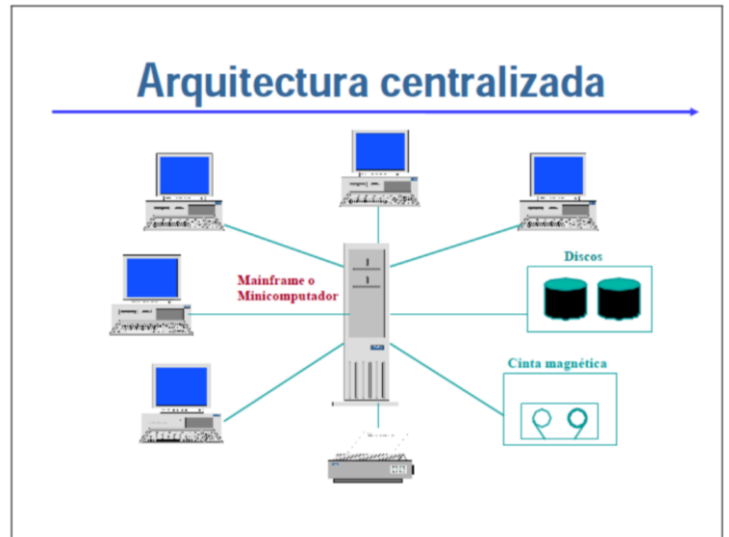 Arquitectura centralizada
Mainframe o
Minicomputador
Discos
Cinta magnética